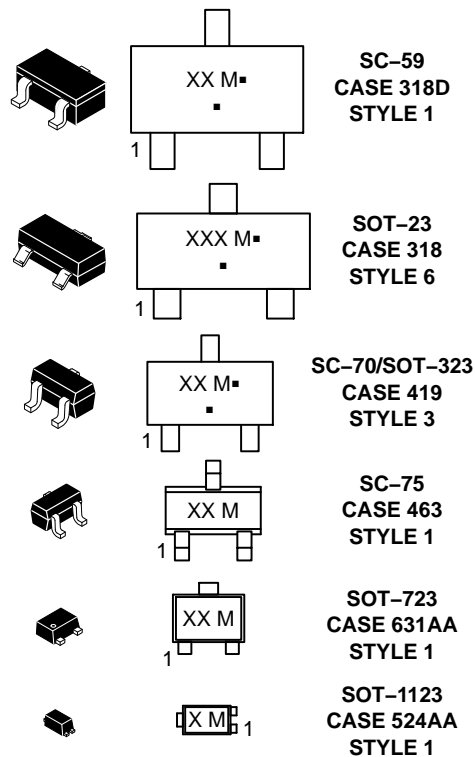 XX M▪
▪
1
SC–59
CASE 318D
STYLE 1
XXX M▪
▪
1
SOT–23
CASE 318
STYLE 6
XX M▪
▪
1
SC–70/SOT–323
CASE 419
STYLE 3
XX M
1
SC–75
CASE 463
STYLE 1
XX M
1
SOT–723
CASE 631AA
STYLE 1
X M
1
SOT–1123
CASE 524AA
STYLE 1